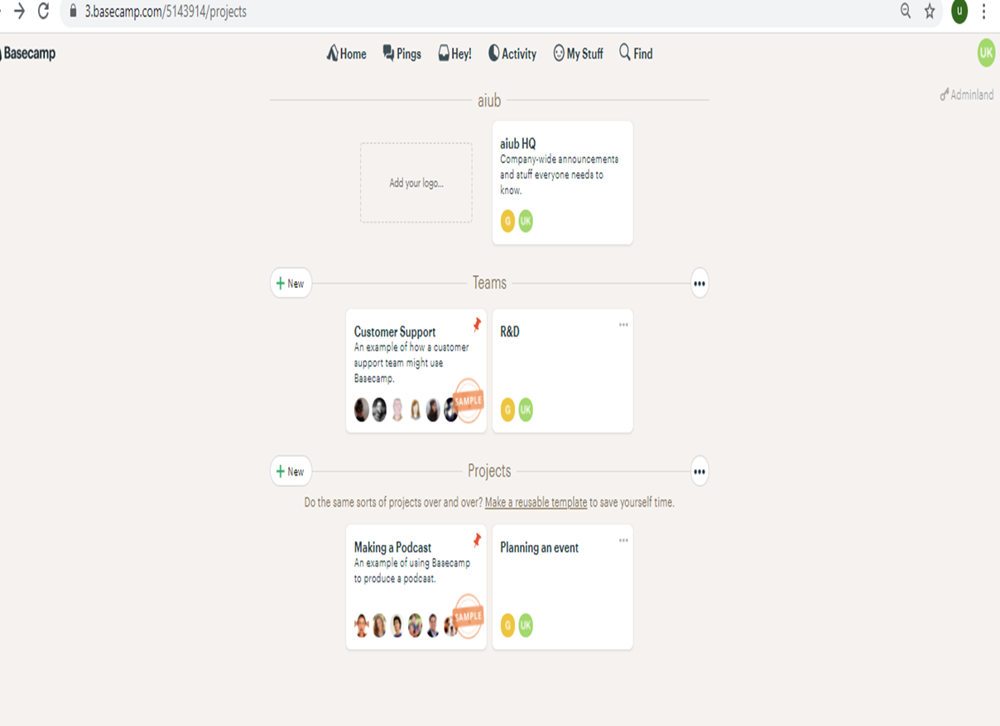 3.basecamp.com/5143914/projects
U
Basecamp
Home Pings Hey! Activity My Stuff Find
UK
Adminland
aiub
Add your logo...
aiub HQ
Company-wide announcements
and stuff everyone needs to
know.
G UK
+ New
Teams
Customer Support
An example of how a customer
support team might use
Basecamp.
SAMPLE
R&D
G UK
+ New
Projects
Do the same sorts of projects over and over? Make a reusable template to save yourself time.
Making a Podcast
An example of using Basecamp
to produce a podcast.
SAMPLE
Planning an event
G UK